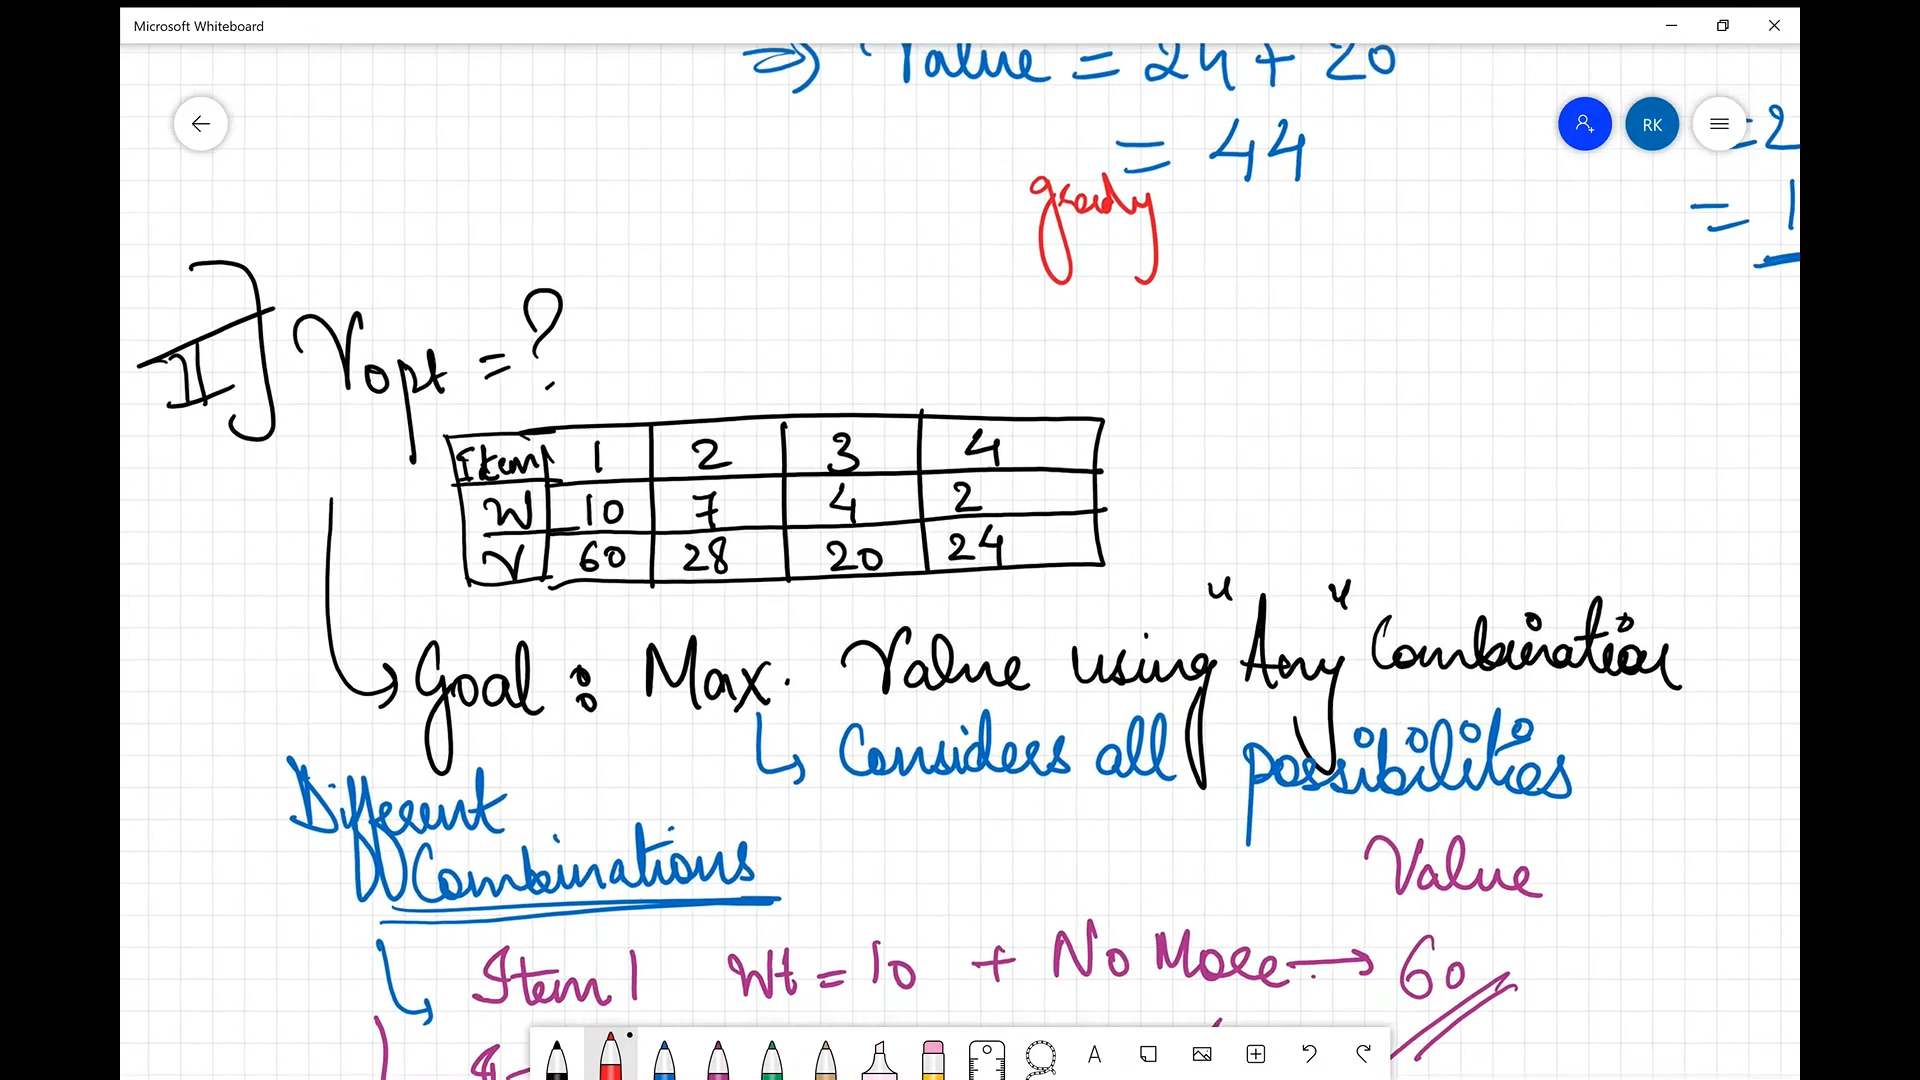 Microsoft Whiteboard
⇒ Value = 24 + 20
= 44
greedy
RK
= 2
= 1
II] Vopt = ?
Item 1 2 3 4
W 10 7 4 2
V 60 28 20 24
→ Goal : Max. Value using "Any" Combination
↳ Considers all possibilities
Different
Combinations
Value
Item 1 Wt = 10 + No More → 60
A